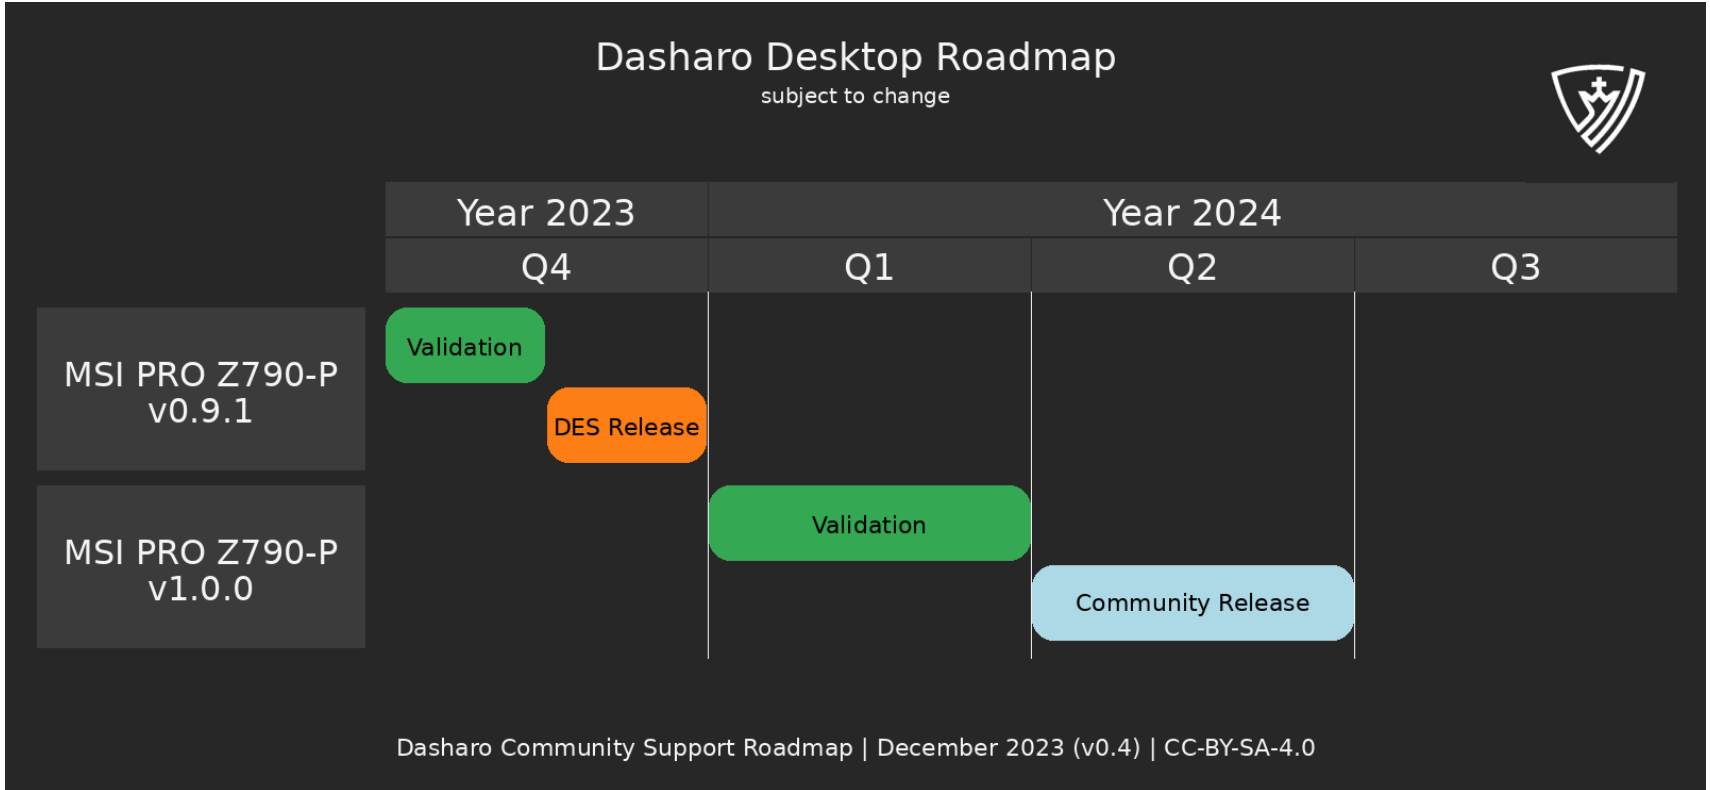 Dasharo Desktop Roadmap
subject to change
Year 2023
Year 2024
Q4
Q1
Q2
Q3
MSI PRO Z790-P
v0.9.1
Validation
DES Release
MSI PRO Z790-P
v1.0.0
Validation
Community Release
Dasharo Community Support Roadmap | December 2023 (v0.4) | CC-BY-SA-4.0